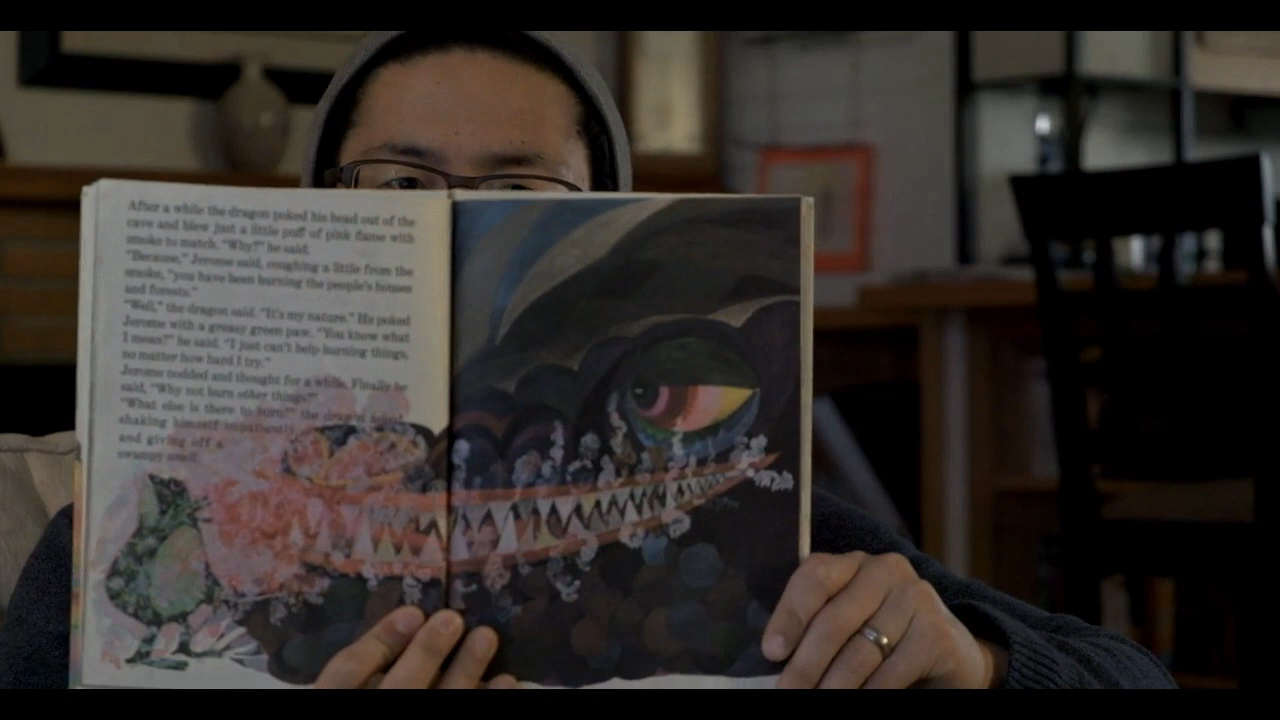 After a while the dragon poked his head out of the
cave and blew just a little puff of pink flame with
smoke to match. "Why?" he said.
"Because," Jerome said, coughing a little from the
smoke, "you have been burning the people's houses
and forests."
"Well," the dragon said. "It's my nature." He poked
Jerome with a greasy green paw. "You know what
I mean?" he said. "I just can't help burning things,
no matter how hard I try."
Jerome nodded and thought for a while. Finally he
said, "Why not burn other things?"
"What else is there to burn?" the dragon asked,
shaking himself impatiently
and giving off a
swampy smell.